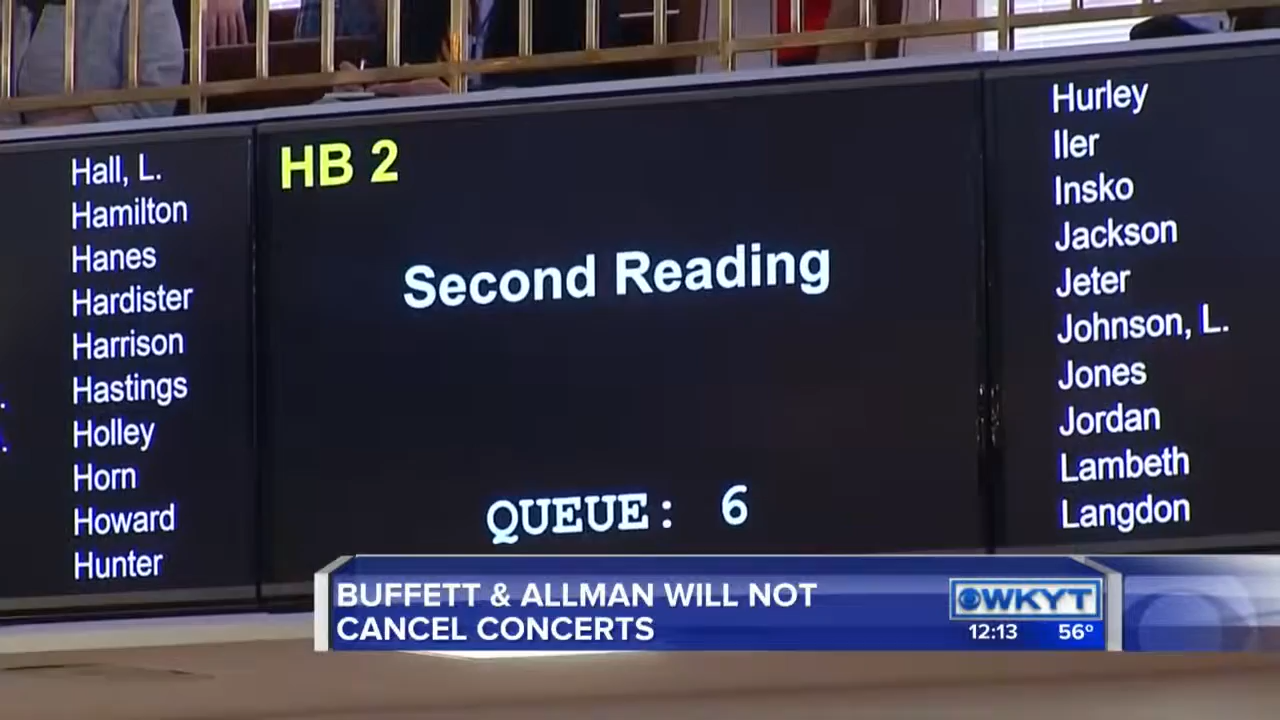 Hall, L.
Hamilton
Hanes
Hardister
Harrison
Hastings
Holley
Horn
Howard
Hunter
HB 2
Second Reading
QUEUE: 6
Hurley
Iler
Insko
Jackson
Jeter
Johnson, L.
Jones
Jordan
Lambeth
Langdon
BUFFETT & ALLMAN WILL NOT
CANCEL CONCERTS
WKYT
12:13 56°